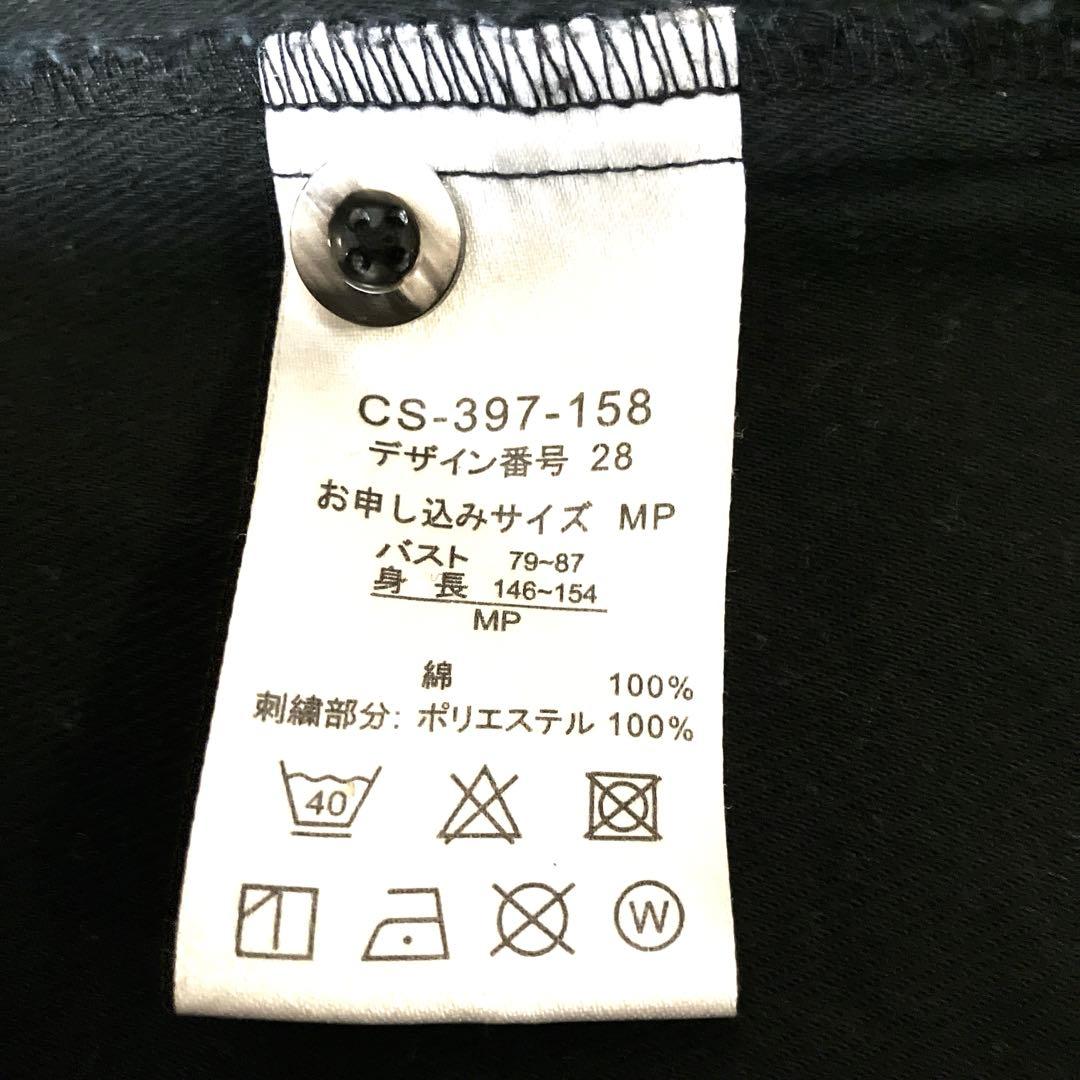 CS-397-158
デザイン番号 28
お申し込みサイズ MP
バスト 79~87
身 長 146~154
MP
綿 100%
刺繍部分: ポリエステル 100%
40
W